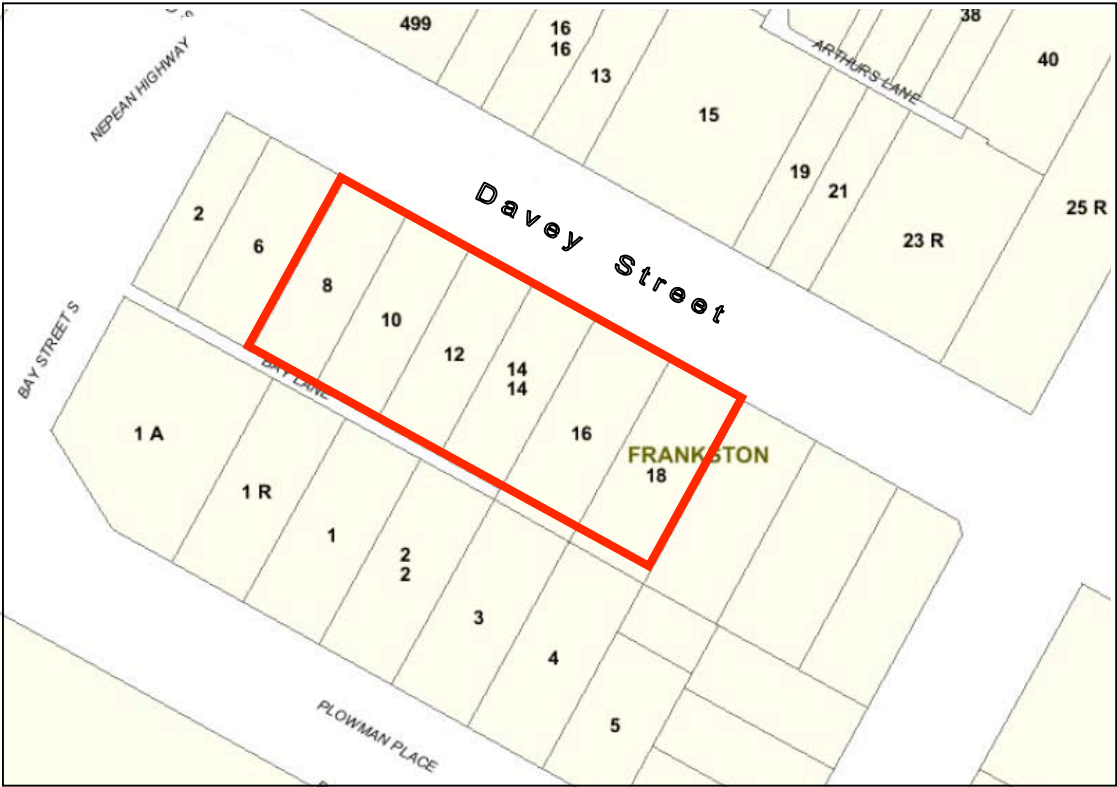 499
16
16
13
15
38
40
ARTHURS LANE
NEPEAN HIGHWAY
19
21
23 R
25 R
Davey Street
2
6
8
10
12
14
14
16
FRANKSTON
18
BAY STREET S
BAY LANE
1 A
1 R
1
2
2
3
4
5
PLOWMAN PLACE